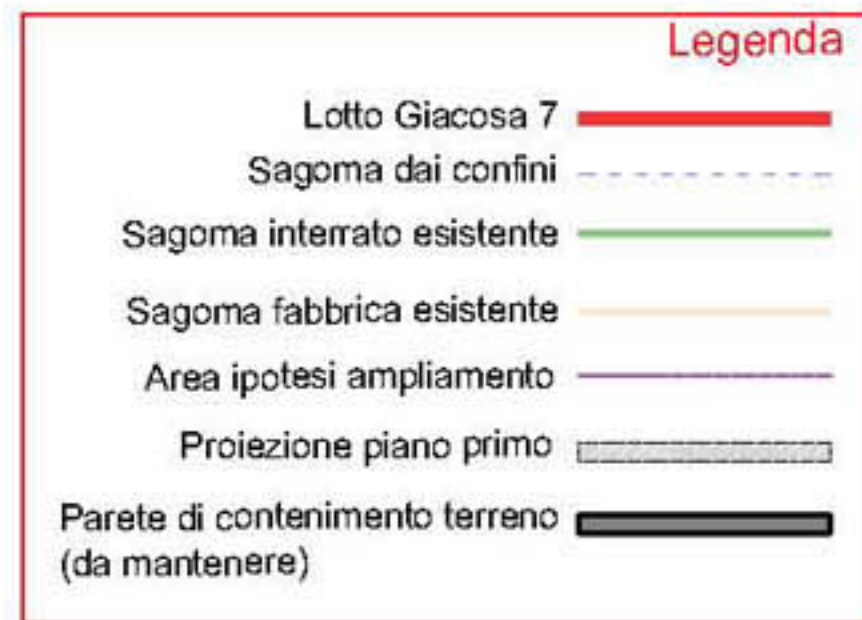 Legenda
Lotto Giacosa 7
Sagoma dai confini
Sagoma interrato esistente
Sagoma fabbrica esistente
Area ipotesi ampliamento
Proiezione piano primo
Parete di contenimento terreno
(da mantenere)